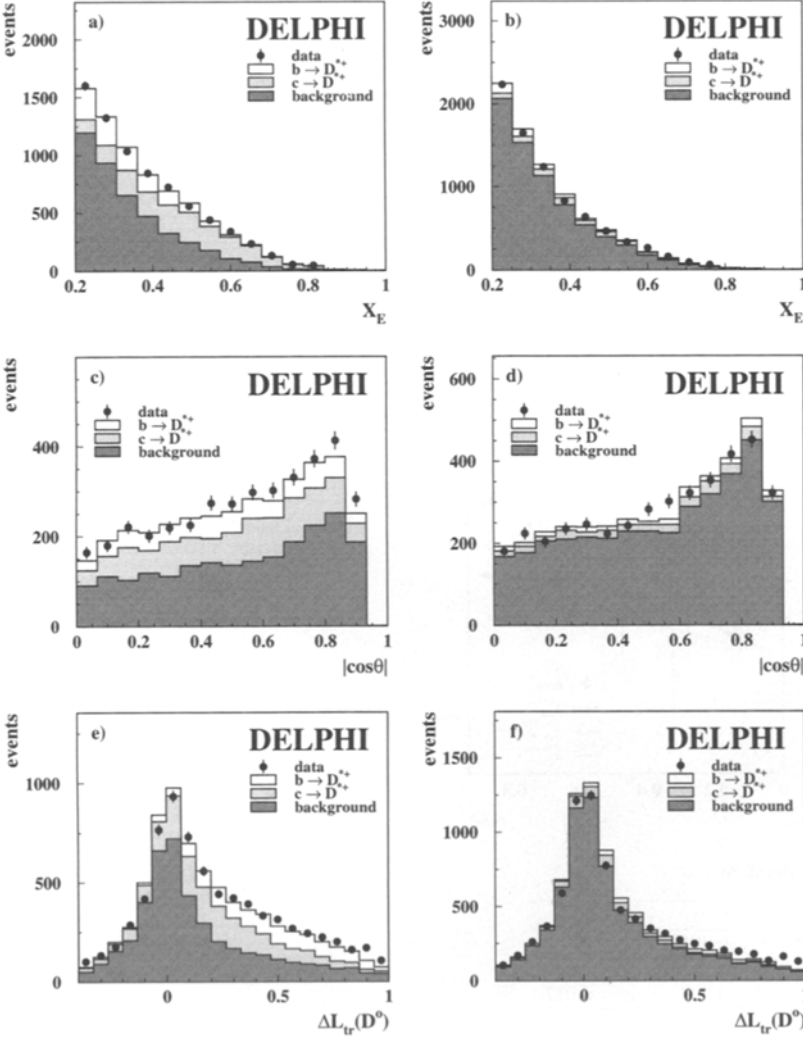 events
a)
DELPHI
data
b → D*+
c → D*+
background
2000
1500
1000
500
0
0.2 0.4 0.6 0.8 1
X_E
events
b)
DELPHI
data
b → D*+
c → D*+
background
3000
2000
1000
0
0.2 0.4 0.6 0.8 1
X_E
events
c)
DELPHI
data
b → D*+
c → D*+
background
400
200
0
0 0.2 0.4 0.6 0.8 1
|cosθ|
events
d)
DELPHI
data
b → D*+
c → D*+
background
600
400
200
0
0 0.2 0.4 0.6 0.8 1
|cosθ|
events
e)
DELPHI
data
b → D*+
c → D*+
background
1000
500
0
0 0.5 1
ΔL_tr(D°)
events
f)
DELPHI
data
b → D*+
c → D*+
background
1500
1000
500
0
0 0.5 1
ΔL_tr(D°)